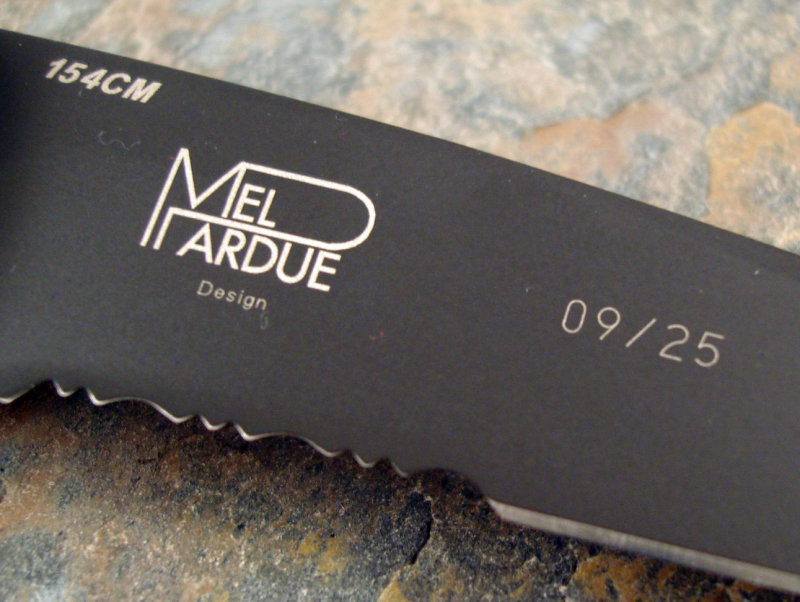 154CM
MEL
PARDUE
Design
09/25